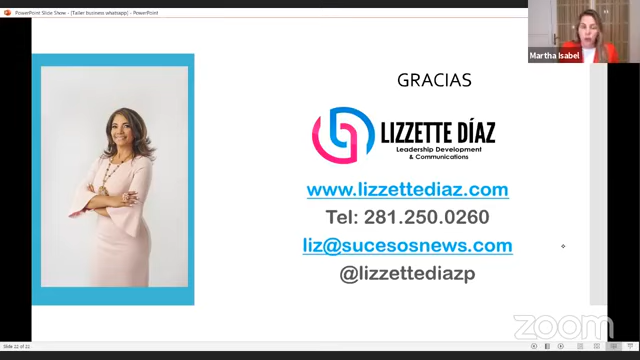 PowerPoint Slide Show - [Taller business whatsapp] - PowerPoint
Martha Isabel
GRACIAS
LIZZETTE DÍAZ
Leadership Development
& Communications
www.lizzettediaz.com
Tel: 281.250.0260
liz@sucesosnews.com
@lizzettediazp
zoom
Slide 22 of 22